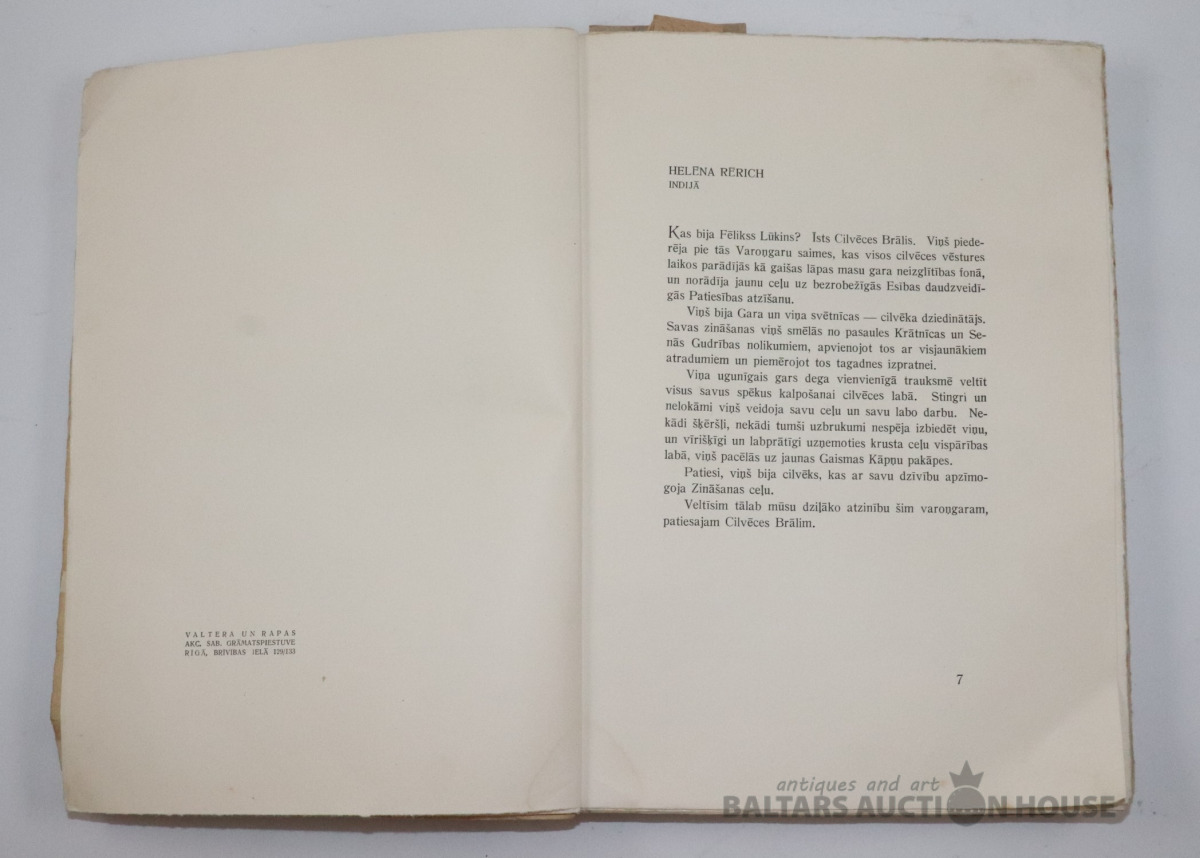 VALTERA UN RAPAS
AKC. SAB. GRĀMATSPIESTUVE
RĪGĀ, BRĪVĪBAS IELĀ 129/133
HELĒNA RĒRICH
INDIJĀ
Kas bija Fēlikss Lūkins? Īsts Cilvēces Brālis. Viņš piede-
rēja pie tās Varoņgaru saimes, kas visos cilvēces vēstures
laikos parādījās kā gaišas lāpas masu gara neizglītības fonā,
un norādīja jaunu ceļu uz bezrobežīgās Esības daudzveidī-
gās Patiesības atzīšanu.
Viņš bija Gara un viņa svētnīcas — cilvēka dziedinātājs.
Savas zināšanas viņš smēlās no pasaules Krātnīcas un Se-
nās Gudrības nolikumiem, apvienojot tos ar visjaunākiem
atradumiem un piemērojot tos tagadnes izpratnei.
Viņa ugunīgais gars dega vienvienīgā trauksmē veltīt
visus savus spēkus kalpošanai cilvēces labā. Stingri un
nelokāmi viņš veidoja savu ceļu un savu labo darbu. Ne-
kādi šķēršļi, nekādi tumši uzbrukumi nespēja izbiedēt viņu,
un vīrišķīgi un labprātīgi uzņemoties krusta ceļu vispārības
labā, viņš pacēlās uz jaunas Gaismas Kāpņu pakāpes.
Patiesi, viņš bija cilvēks, kas ar savu dzīvību apzīmo-
goja Zināšanas ceļu.
Veltīsim tālab mūsu dziļāko atzinību šim varoņgaram,
patiesajam Cilvēces Brālim.
7
antiques and art
BALTARS AUCTION HOUSE